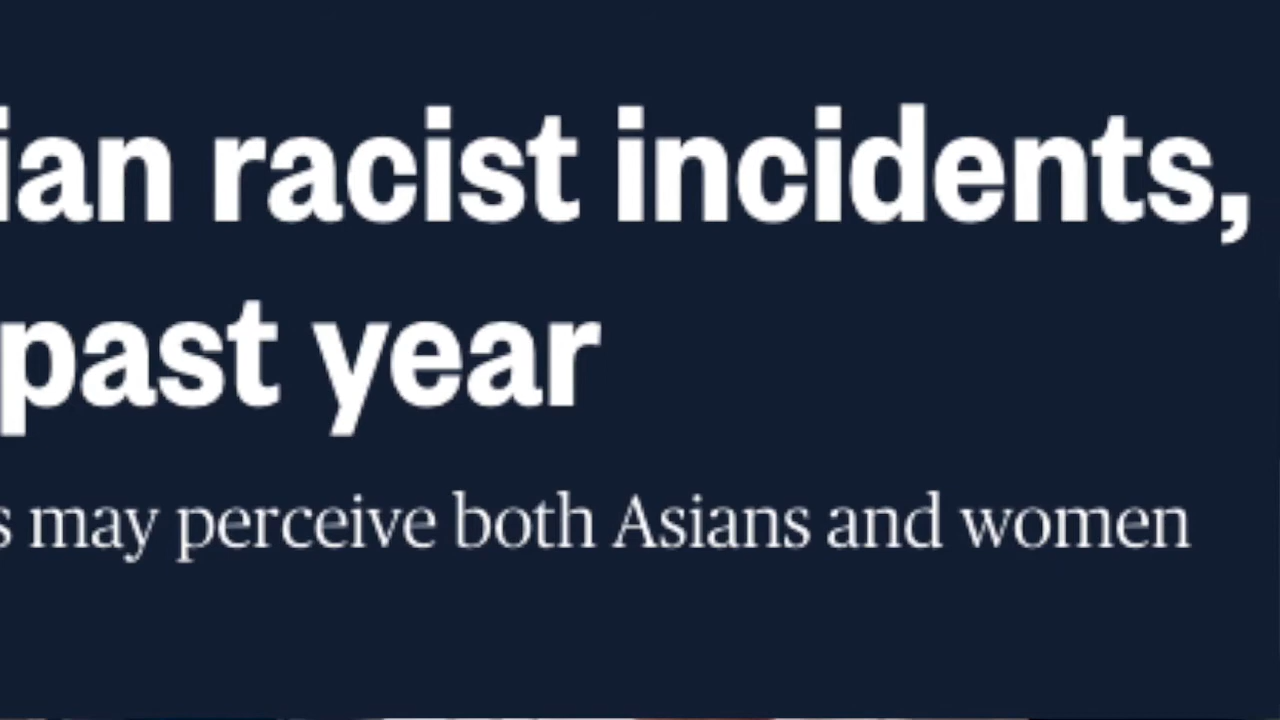 ian racist incidents,
past year
s may perceive both Asians and women